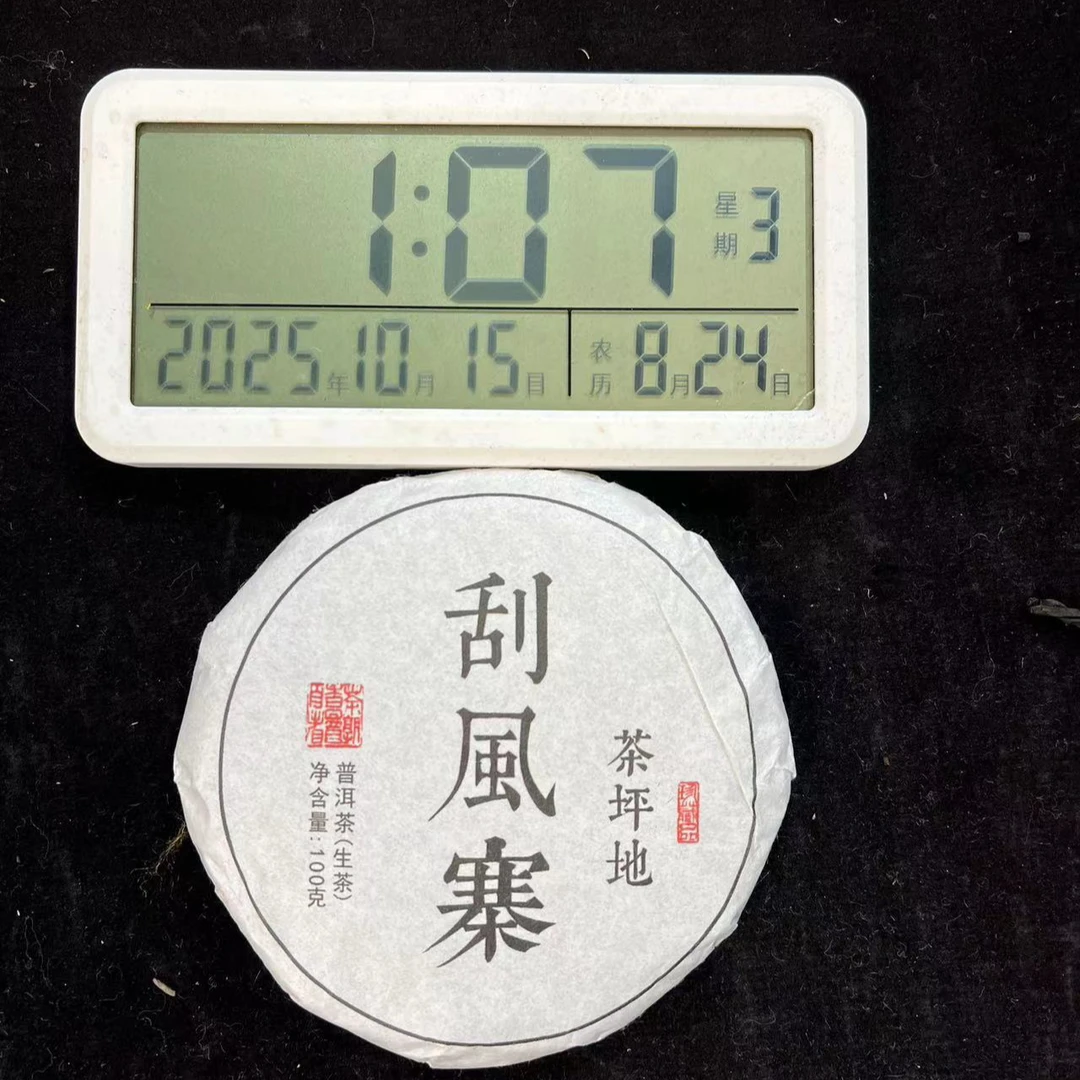 1:07
星期3
2025年10月15日
农历8月24日
刮風寨
茶坪地
普洱茶(生茶)
净含量:100克